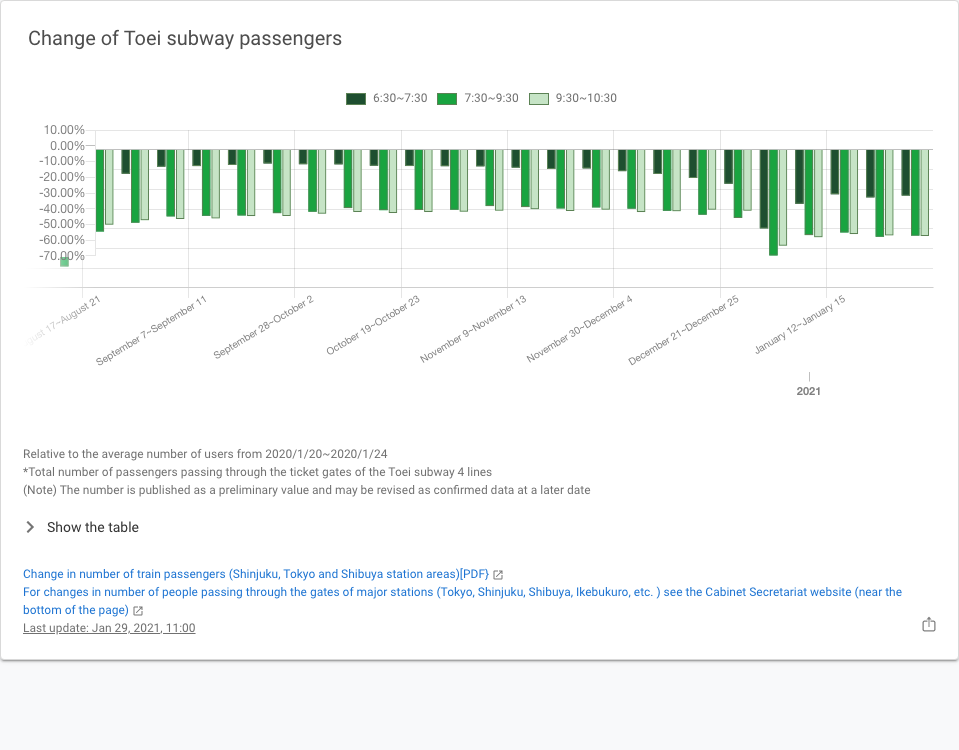 Change of Toei subway passengers
6:30~7:30 7:30~9:30 9:30~10:30
10.00%
0.00%
-10.00%
-20.00%
-30.00%
-40.00%
-50.00%
-60.00%
-70.00%
17~August 21
September 7~September 11
September 28~October 2
October 19~October 23
November 9~November 13
November 30~December 4
December 21~December 25
January 12~January 15
2021
Relative to the average number of users from 2020/1/20~2020/1/24
*Total number of passengers passing through the ticket gates of the Toei subway 4 lines
(Note) The number is published as a preliminary value and may be revised as confirmed data at a later date
Show the table
Change in number of train passengers (Shinjuku, Tokyo and Shibuya station areas)[PDF}
For changes in number of people passing through the gates of major stations (Tokyo, Shinjuku, Shibuya, Ikebukuro, etc. ) see the Cabinet Secretariat website (near the
bottom of the page)
Last update: Jan 29, 2021, 11:00